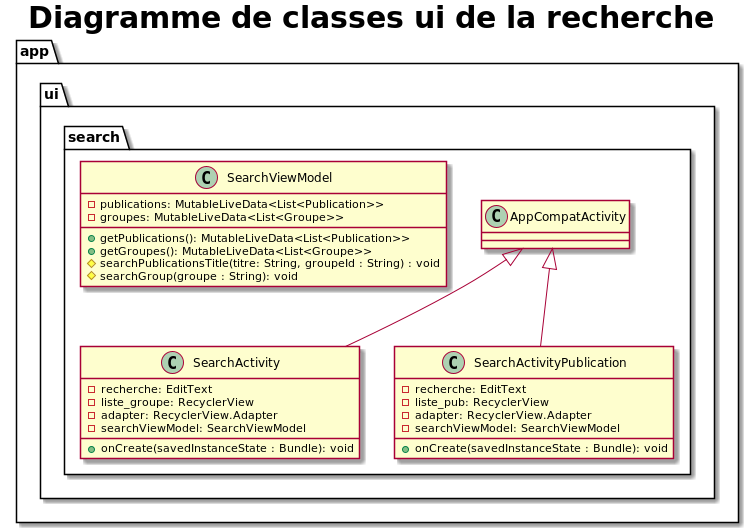 Diagramme de classes ui de la recherche
app
ui
search
C SearchViewModel
publications: MutableLiveData<List<Publication>>
groupes: MutableLiveData<List<Groupe>>
getPublications(): MutableLiveData<List<Publication>>
getGroupes(): MutableLiveData<List<Groupe>>
searchPublicationsTitle(titre: String, groupeId : String) : void
searchGroup(groupe : String): void
C AppCompatActivity
C SearchActivity
recherche: EditText
liste_groupe: RecyclerView
adapter: RecyclerView.Adapter
searchViewModel: SearchViewModel
onCreate(savedInstanceState : Bundle): void
C SearchActivityPublication
recherche: EditText
liste_pub: RecyclerView
adapter: RecyclerView.Adapter
searchViewModel: SearchViewModel
onCreate(savedInstanceState : Bundle): void